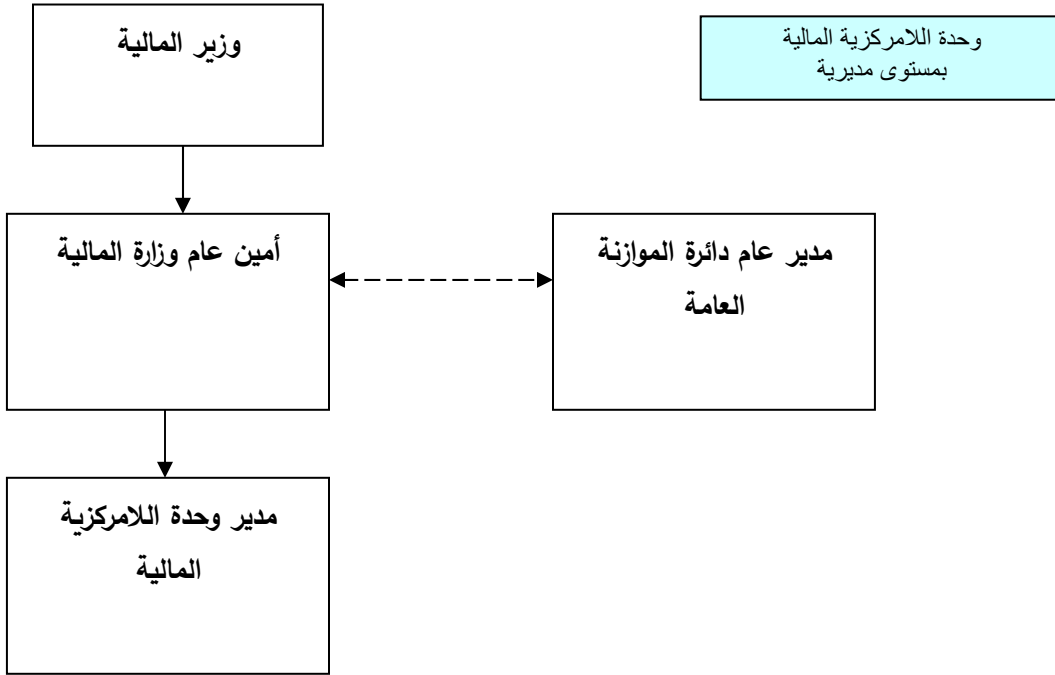 وحدة اللامركزية المالية
بمستوى مديرية
وزير المالية
مدير عام دائرة الموازنة
العامة
أمين عام وزارة المالية
مدير وحدة اللامركزية
المالية